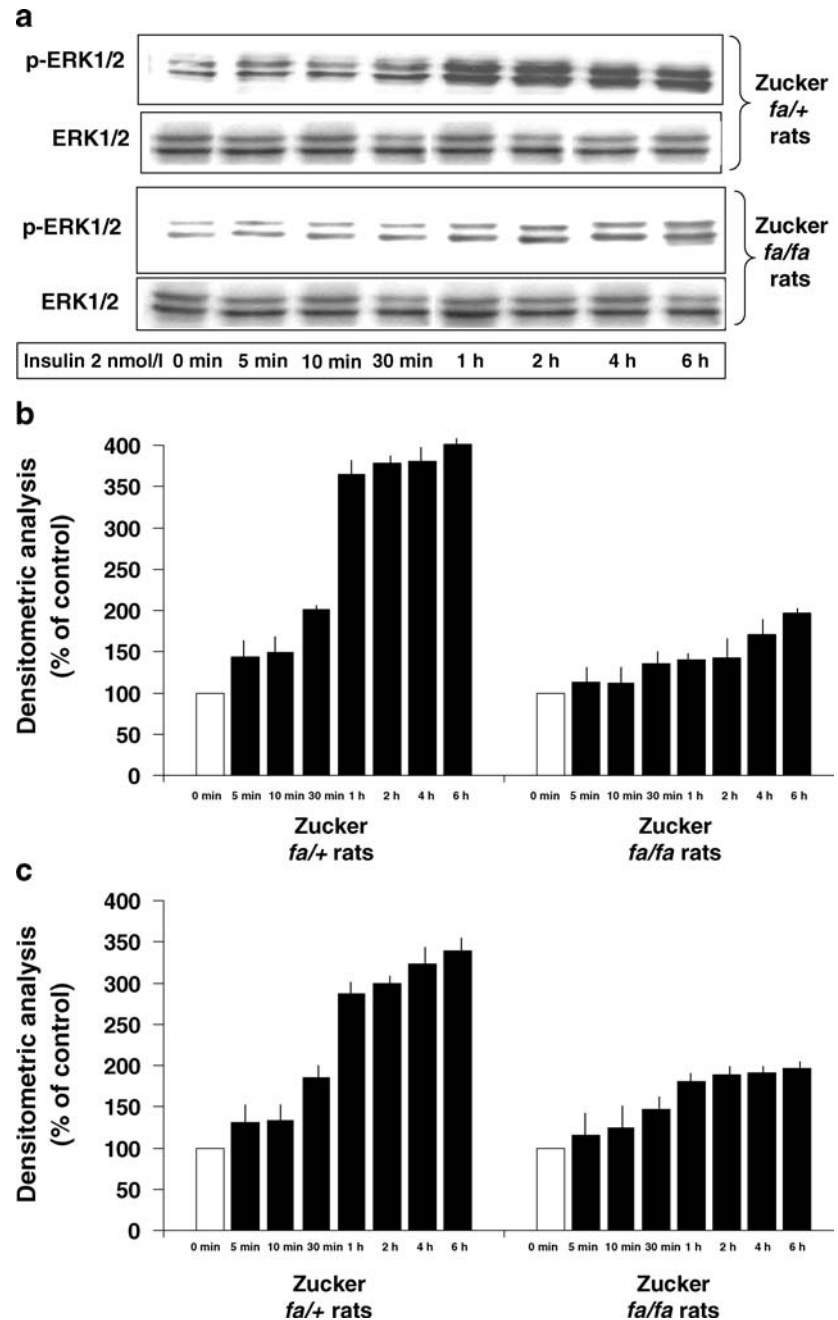 a
p-ERK1/2
ERK1/2
Zucker
fa/+
rats
p-ERK1/2
ERK1/2
Zucker
fa/fa
rats
Insulin 2 nmol/l 0 min 5 min 10 min 30 min 1 h 2 h 4 h 6 h
b
Densitometric analysis
(% of control)
400
350
300
250
200
150
100
50
0
0 min 5 min 10 min 30 min 1 h 2 h 4 h 6 h
Zucker
fa/+ rats
0 min 5 min 10 min 30 min 1 h 2 h 4 h 6 h
Zucker
fa/fa rats
c
Densitometric analysis
(% of control)
400
350
300
250
200
150
100
50
0
0 min 5 min 10 min 30 min 1 h 2 h 4 h 6 h
Zucker
fa/+ rats
0 min 5 min 10 min 30 min 1 h 2 h 4 h 6 h
Zucker
fa/fa rats